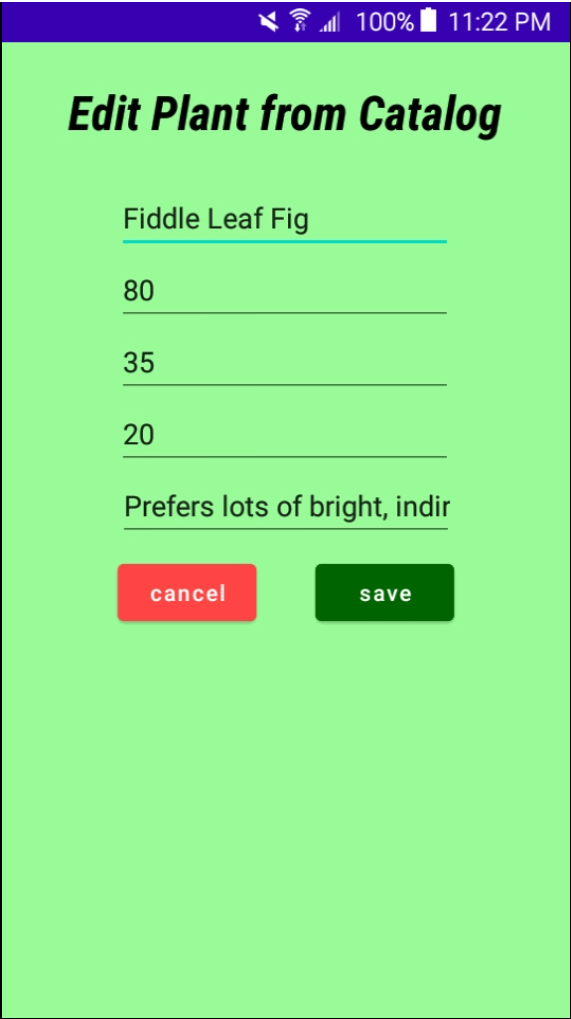 100% 11:22 PM
Edit Plant from Catalog
Fiddle Leaf Fig
80
35
20
Prefers lots of bright, indir
cancel save